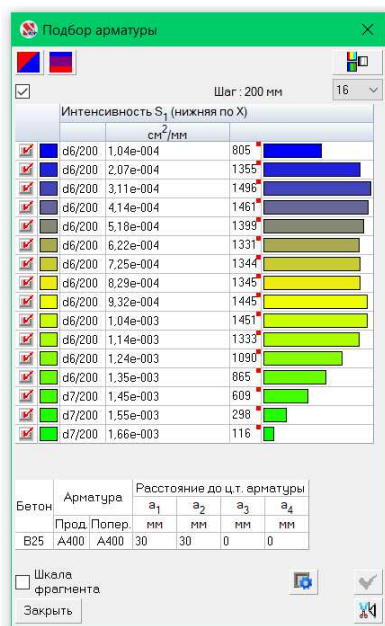 Подбор арматуры
Шаг : 200 мм 16
Интенсивность S1 (нижняя по X)
см2/мм
d6/200 1,04e-004 805
d6/200 2,07e-004 1355
d6/200 3,11e-004 1496
d6/200 4,14e-004 1461
d6/200 5,18e-004 1399
d6/200 6,22e-004 1331
d6/200 7,25e-004 1344
d6/200 8,29e-004 1345
d6/200 9,32e-004 1445
d6/200 1,04e-003 1451
d6/200 1,14e-003 1333
d6/200 1,24e-003 1090
d6/200 1,35e-003 865
d7/200 1,45e-003 609
d7/200 1,55e-003 298
d7/200 1,66e-003 116
Бетон Арматура Расстояние до ц.т. арматуры
a1 a2 a3 a4
Прод. Попер. мм мм мм мм
B25 A400 A400 30 30 0 0
Шкала
фрагмента
Закрыть